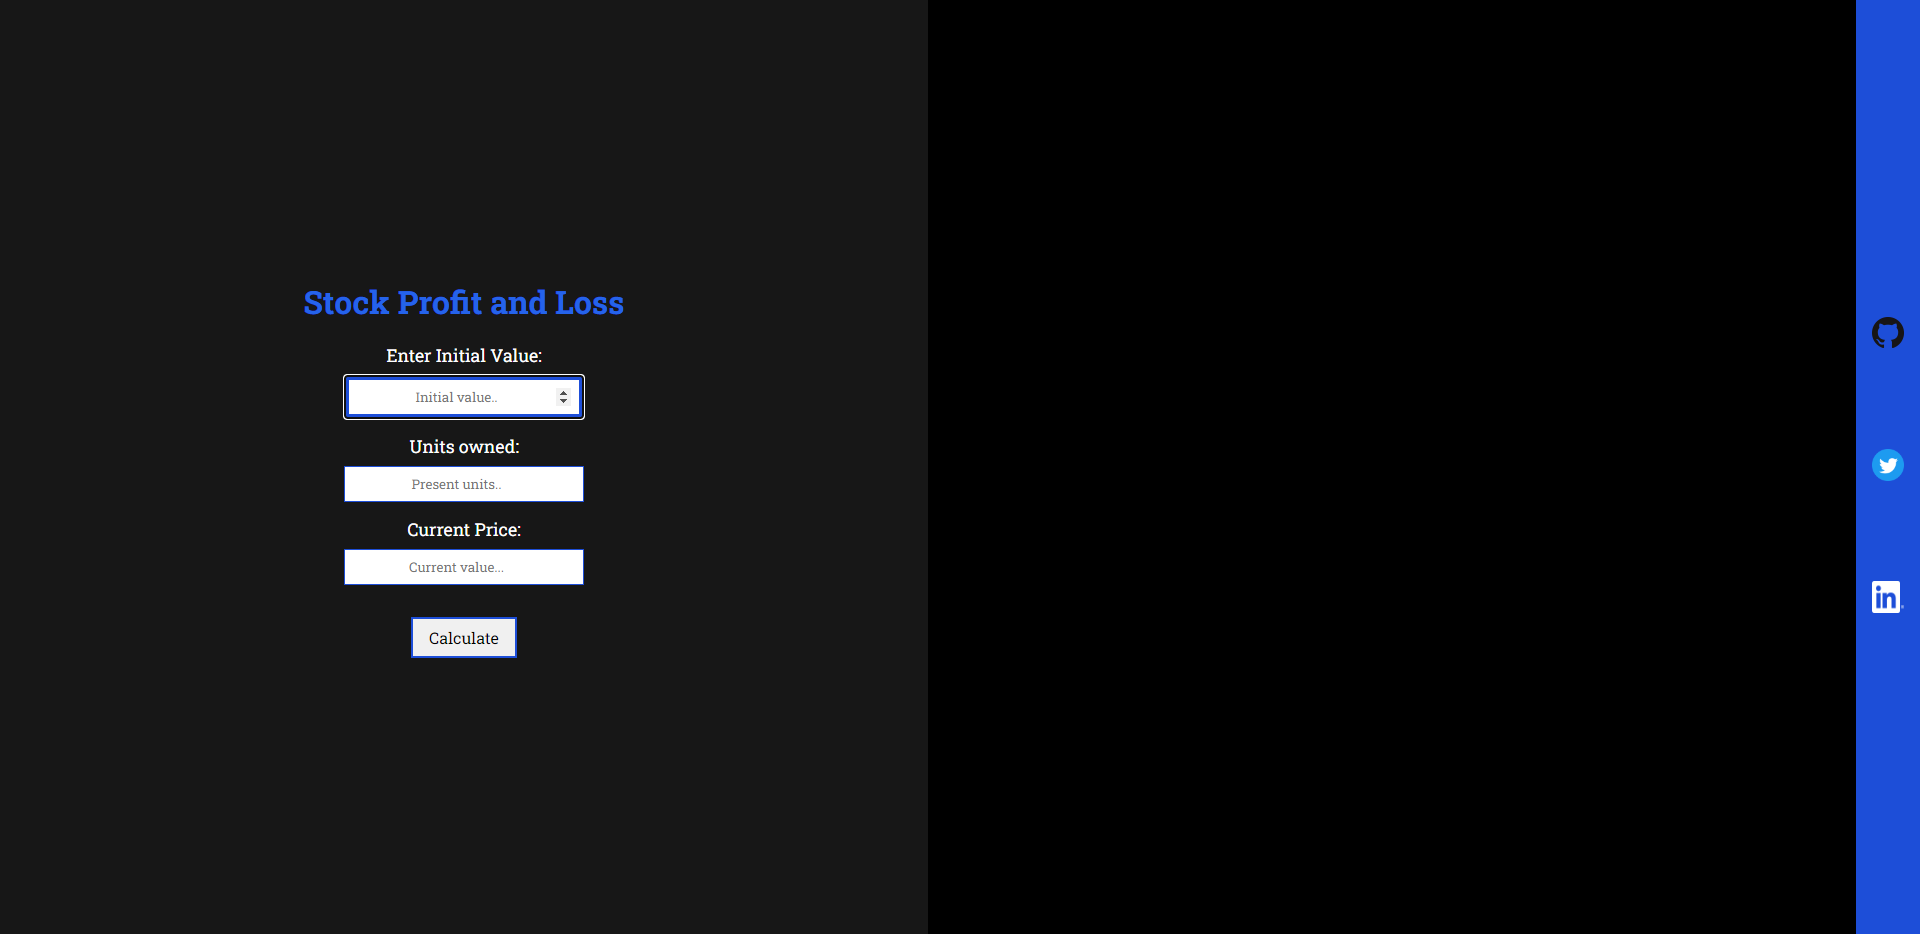 Stock Profit and Loss
Enter Initial Value:
Initial value..
Units owned:
Present units..
Current Price:
Current value...
Calculate
in